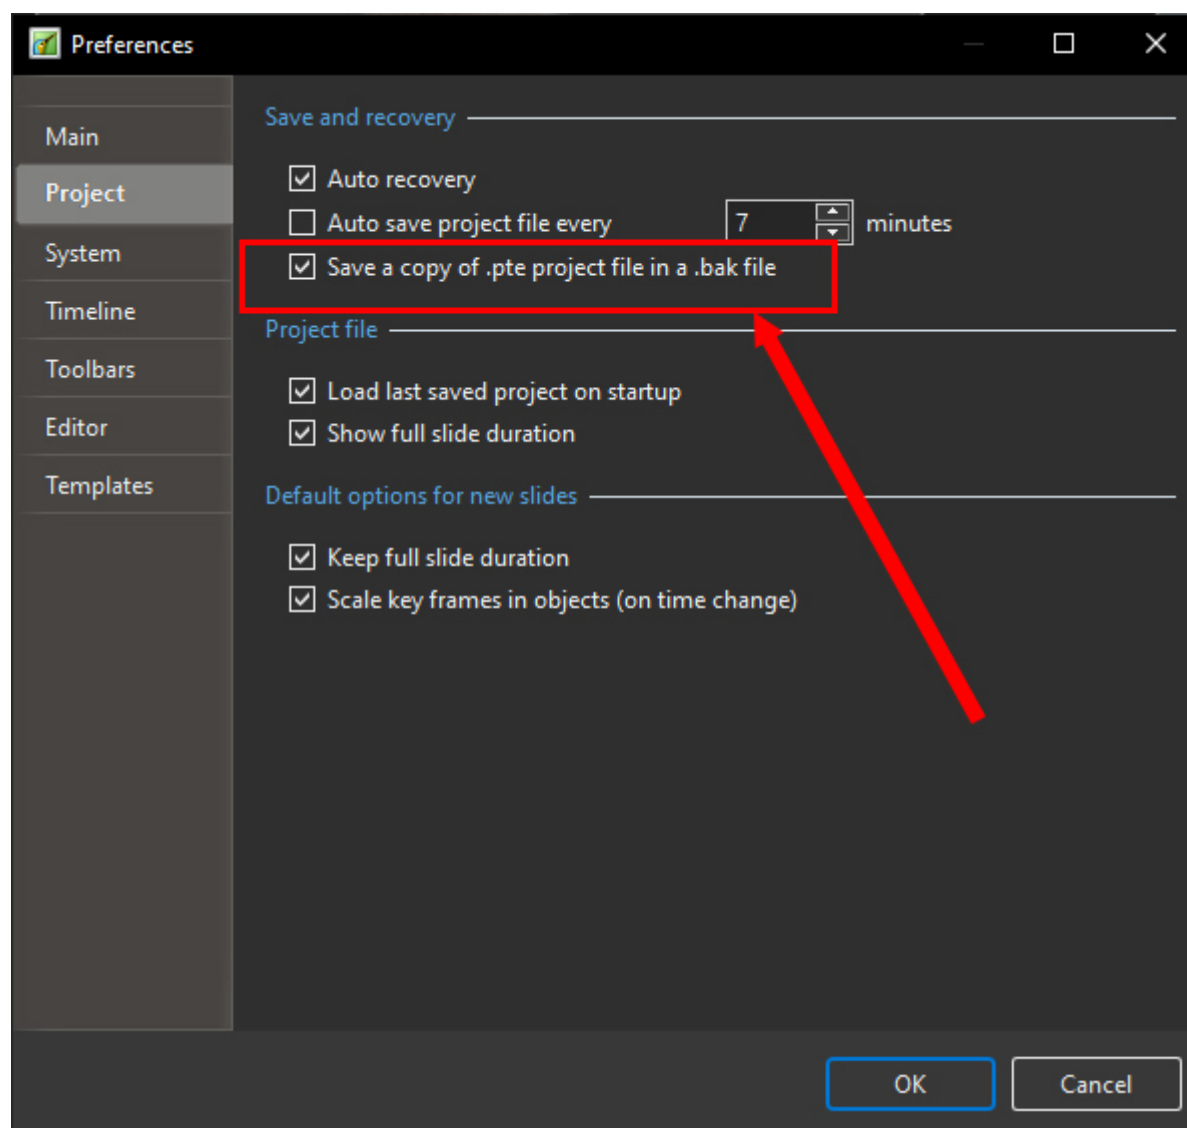 Preferences
Main
Project
System
Timeline
Toolbars
Editor
Templates
Save and recovery
Auto recovery
Auto save project file every 7 minutes
Save a copy of .pte project file in a .bak file
Project file
Load last saved project on startup
Show full slide duration
Default options for new slides
Keep full slide duration
Scale key frames in objects (on time change)
OK Cancel